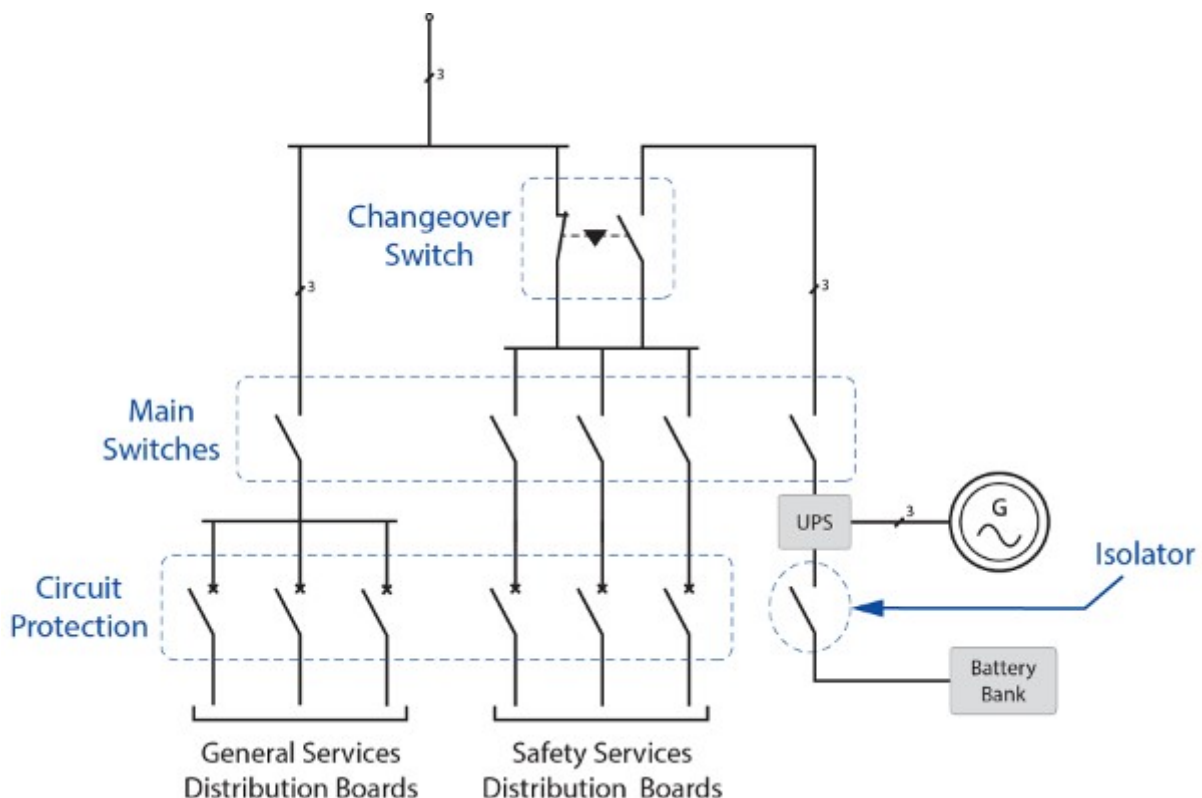 3
Changeover
Switch
3
3
Main
Switches
UPS
3
G
Isolator
Circuit
Protection
Battery
Bank
General Services
Distribution Boards
Safety Services
Distribution Boards